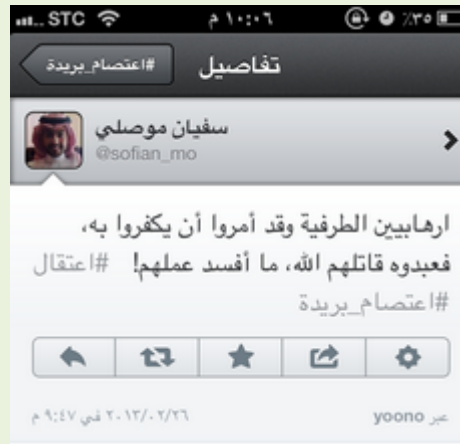 STC ١٠:٠٦ م ٪٣٥
#اعتصام_بريدة تفاصيل
سفيان موصلي
@sofian_mo
ارهابيين الطرفية وقد أمروا أن يكفروا به،
فعبدوه قاتلهم الله، ما أفسد عملهم! #اعتقال
#اعتصام_بريدة
٢٠١٣/٠٢/٢٦ في ٩:٤٧ م عبر yoono